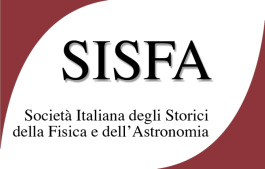 SISFA
Società Italiana degli Storici
della Fisica e dell'Astronomia